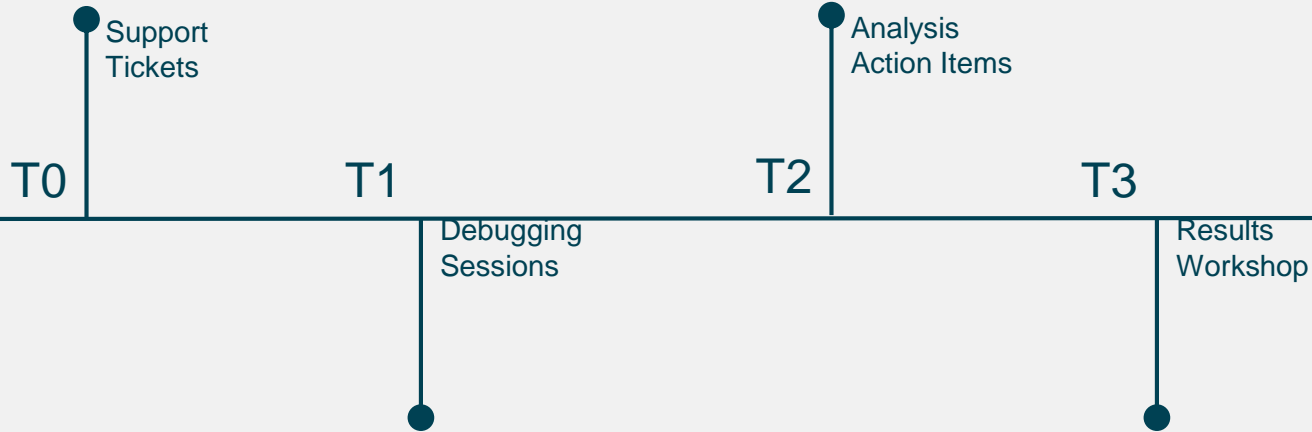 T0
Support
Tickets
T1
Debugging
Sessions
T2
Analysis
Action Items
T3
Results
Workshop